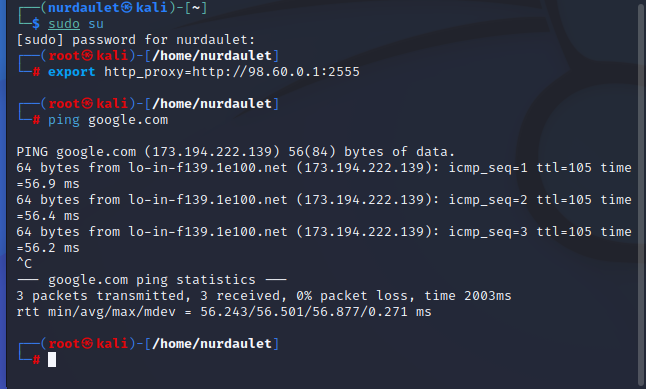 ┌──(nurdaulet㉿kali)-[~]
└─$ sudo su
[sudo] password for nurdaulet:
┌──(root㉿kali)-[/home/nurdaulet]
└─# export http_proxy=http://98.60.0.1:2555
┌──(root㉿kali)-[/home/nurdaulet]
└─# ping google.com
PING google.com (173.194.222.139) 56(84) bytes of data.
64 bytes from lo-in-f139.1e100.net (173.194.222.139): icmp_seq=1 ttl=105 time
=56.9 ms
64 bytes from lo-in-f139.1e100.net (173.194.222.139): icmp_seq=2 ttl=105 time
=56.4 ms
64 bytes from lo-in-f139.1e100.net (173.194.222.139): icmp_seq=3 ttl=105 time
=56.2 ms
^C
--- google.com ping statistics ---
3 packets transmitted, 3 received, 0% packet loss, time 2003ms
rtt min/avg/max/mdev = 56.243/56.501/56.877/0.271 ms
┌──(root㉿kali)-[/home/nurdaulet]
└─#